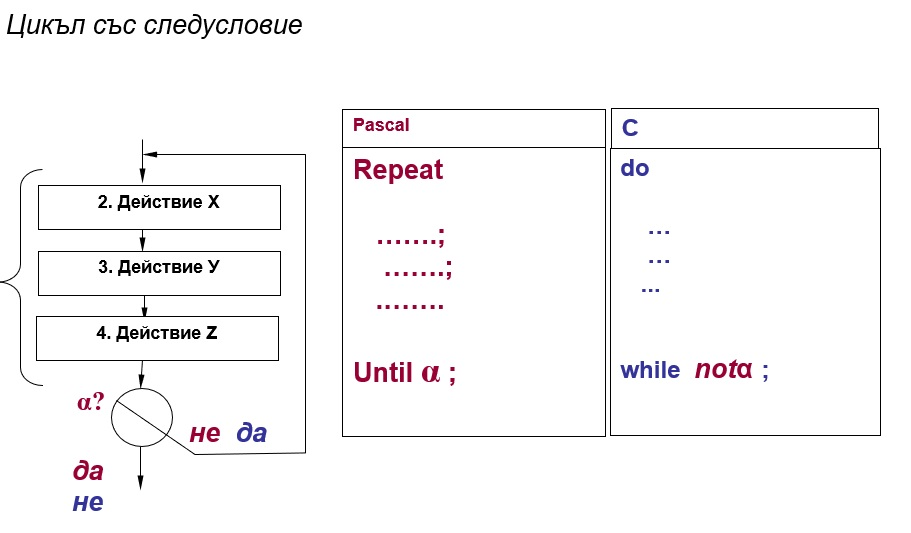 Цикъл със следусловие
2. Действие X
3. Действие У
4. Действие Z
α?
не да
да
не
Pascal
Repeat
…….;
…….;
……..
Until α ;
C
do
…
…
...
while notα ;